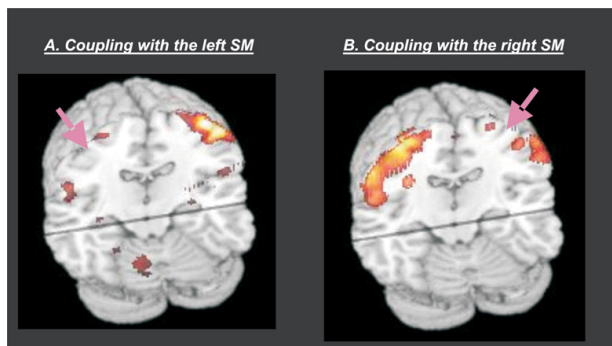 A. Coupling with the left SM
B. Coupling with the right SM